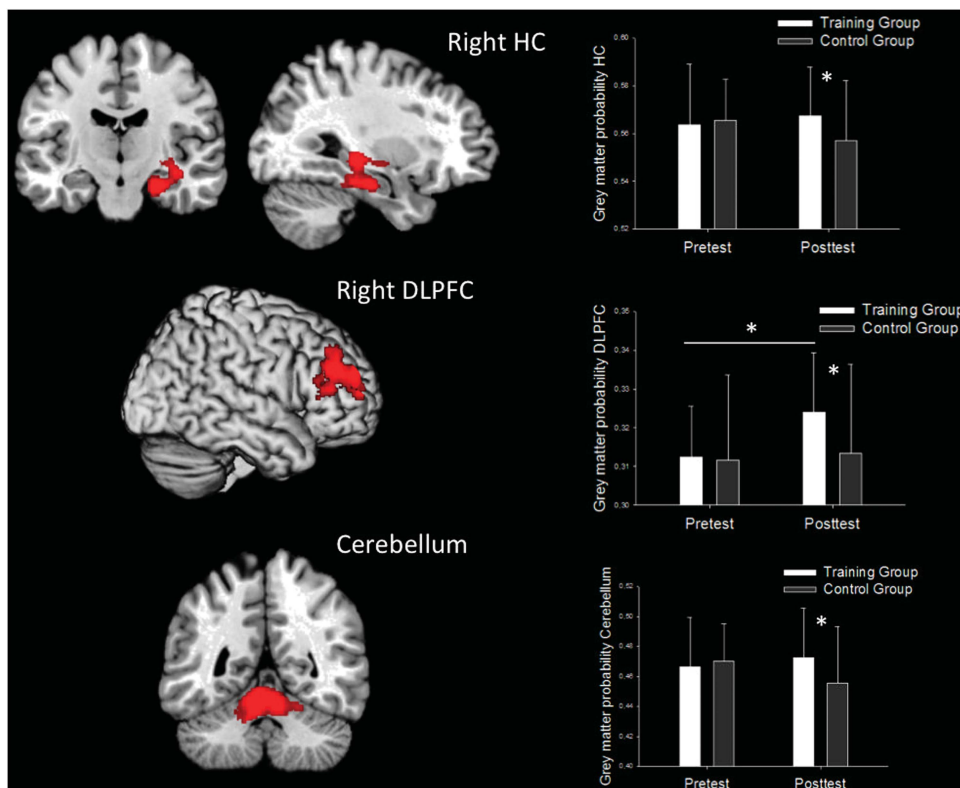 Right HC
Grey matter probability HC
0.60
0.58
0.56
0.54
0.52
Training Group
Control Group
*
Pretest
Posttest
Right DLPFC
Grey matter probability DLPFC
0.35
0.34
0.33
0.32
0.31
0.30
Training Group
Control Group
*
*
Pretest
Posttest
Cerebellum
Grey matter probability Cerebellum
0.52
0.50
0.48
0.46
0.44
0.42
0.40
Training Group
Control Group
*
Pretest
Posttest